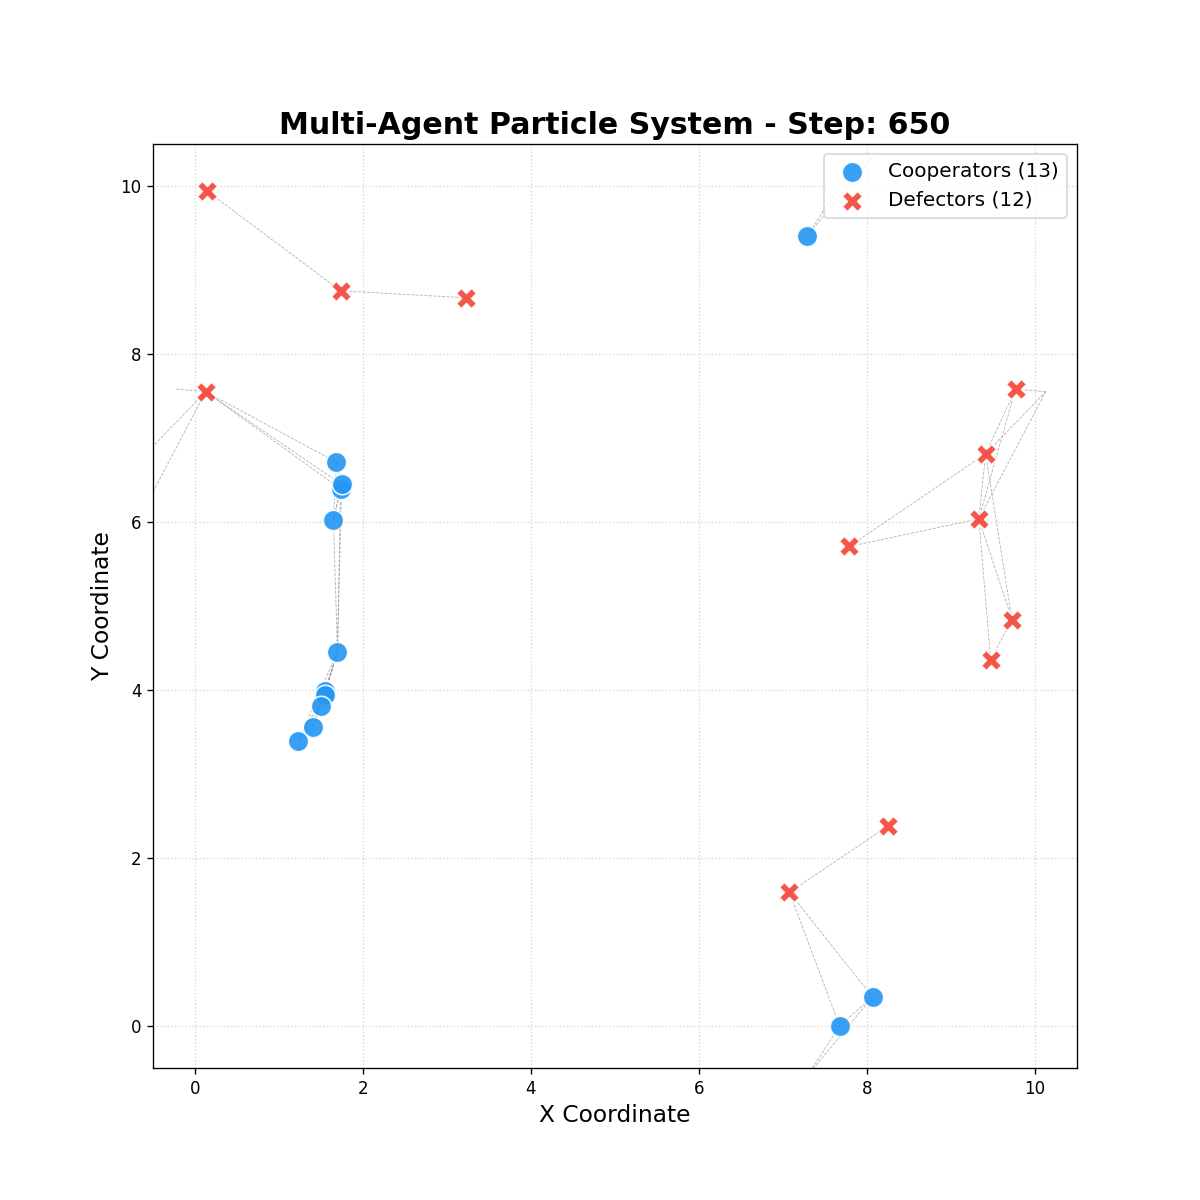 Multi-Agent Particle System - Step: 650
Cooperators (13)
Defectors (12)
10
8
6
4
2
0
Y Coordinate
0 2 4 6 8 10
X Coordinate